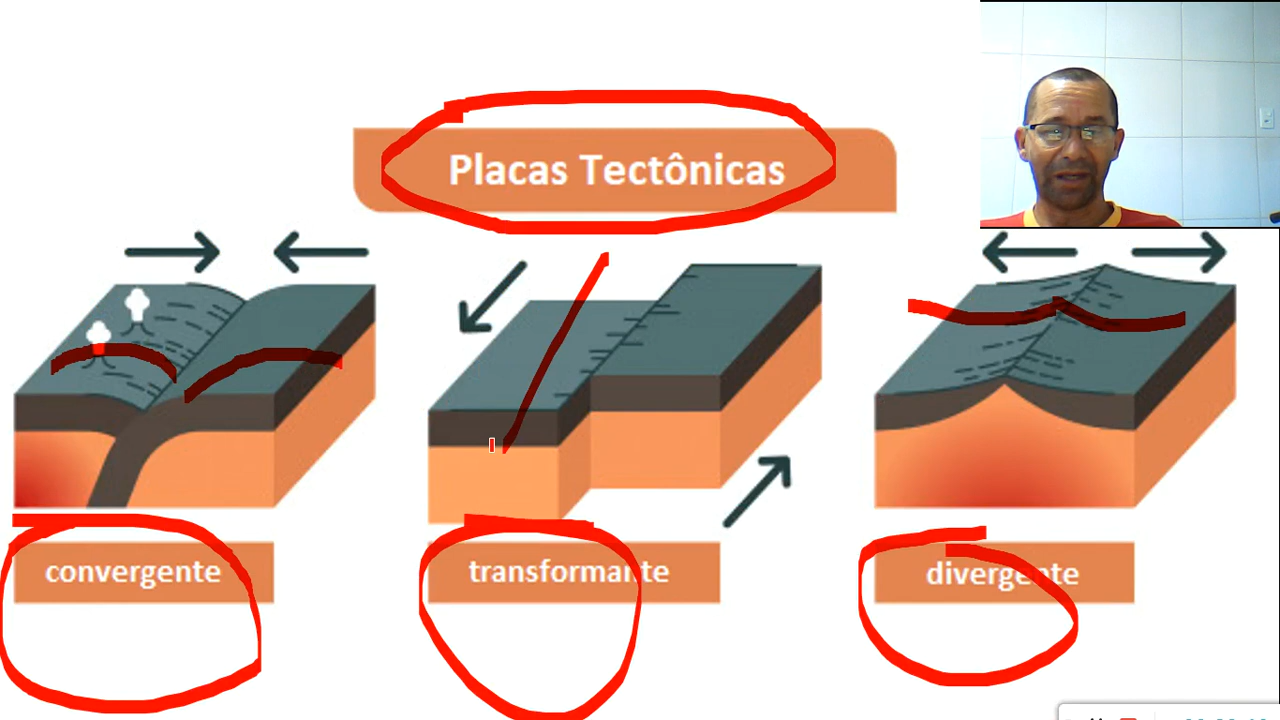 Placas Tectônicas
convergente
transformante
divergente